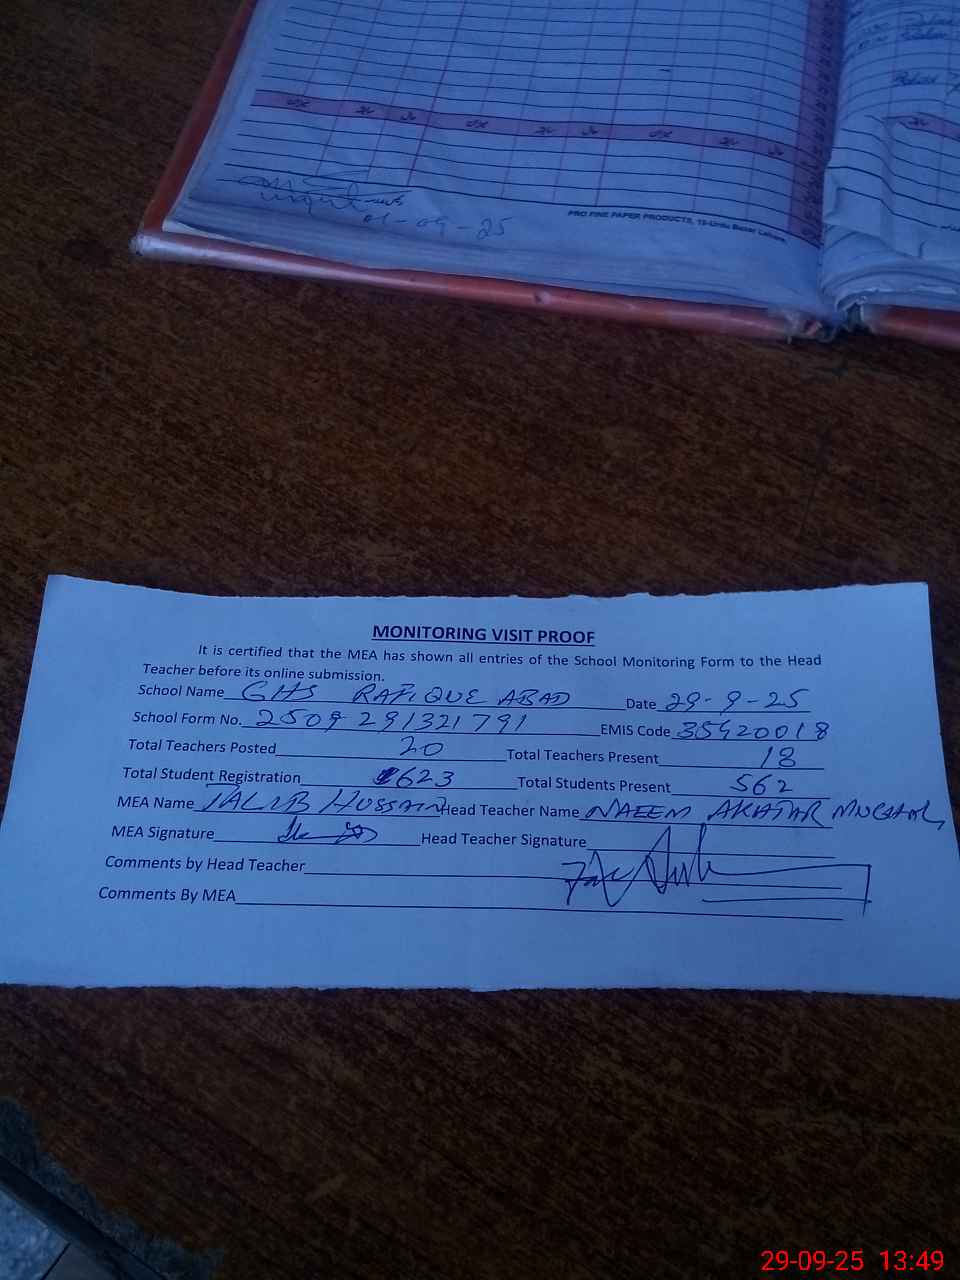 01-09-25
PRO FINE PAPER PRODUCTS, 19-Urdu Bazar Lahore.
MONITORING VISIT PROOF
It is certified that the MEA has shown all entries of the School Monitoring Form to the Head
Teacher before its online submission.
School Name GHS RAFIQUE ABAD Date 29-9-25
School Form No. 2509291321791 EMIS Code 35420018
Total Teachers Posted 20 Total Teachers Present 18
Total Student Registration 623 Total Students Present 562
MEA Name TALIB HUSSAIN Head Teacher Name NAEEM AKHTAR MUGHAL
MEA Signature Head Teacher Signature
Comments by Head Teacher
Comments By MEA
29-09-25 13:49